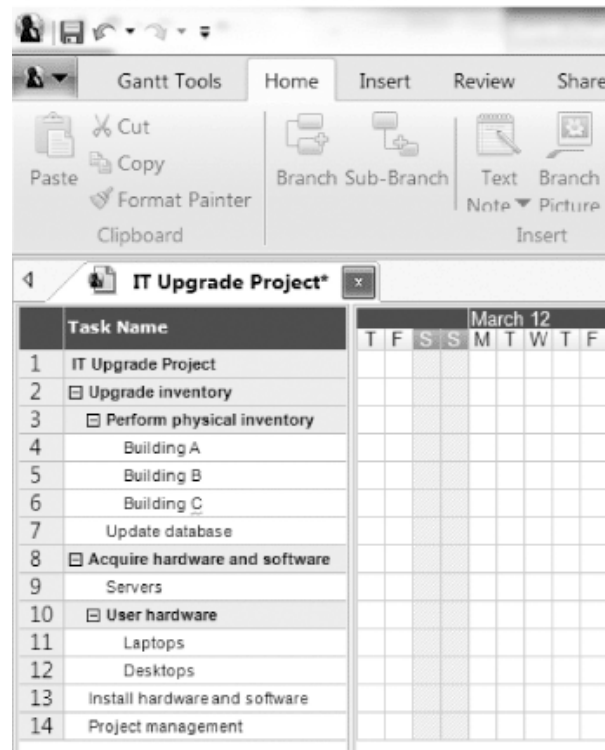 Gantt Tools Home Insert Review Share
Cut
Copy
Paste
Format Painter
Clipboard
Branch Sub-Branch
Text Note
Branch Picture
Insert
IT Upgrade Project*
x
Task Name
March 12
T F S S M T W T F
1 IT Upgrade Project
2 Upgrade inventory
3 Perform physical inventory
4 Building A
5 Building B
6 Building C
7 Update database
8 Acquire hardware and software
9 Servers
10 User hardware
11 Laptops
12 Desktops
13 Install hardware and software
14 Project management